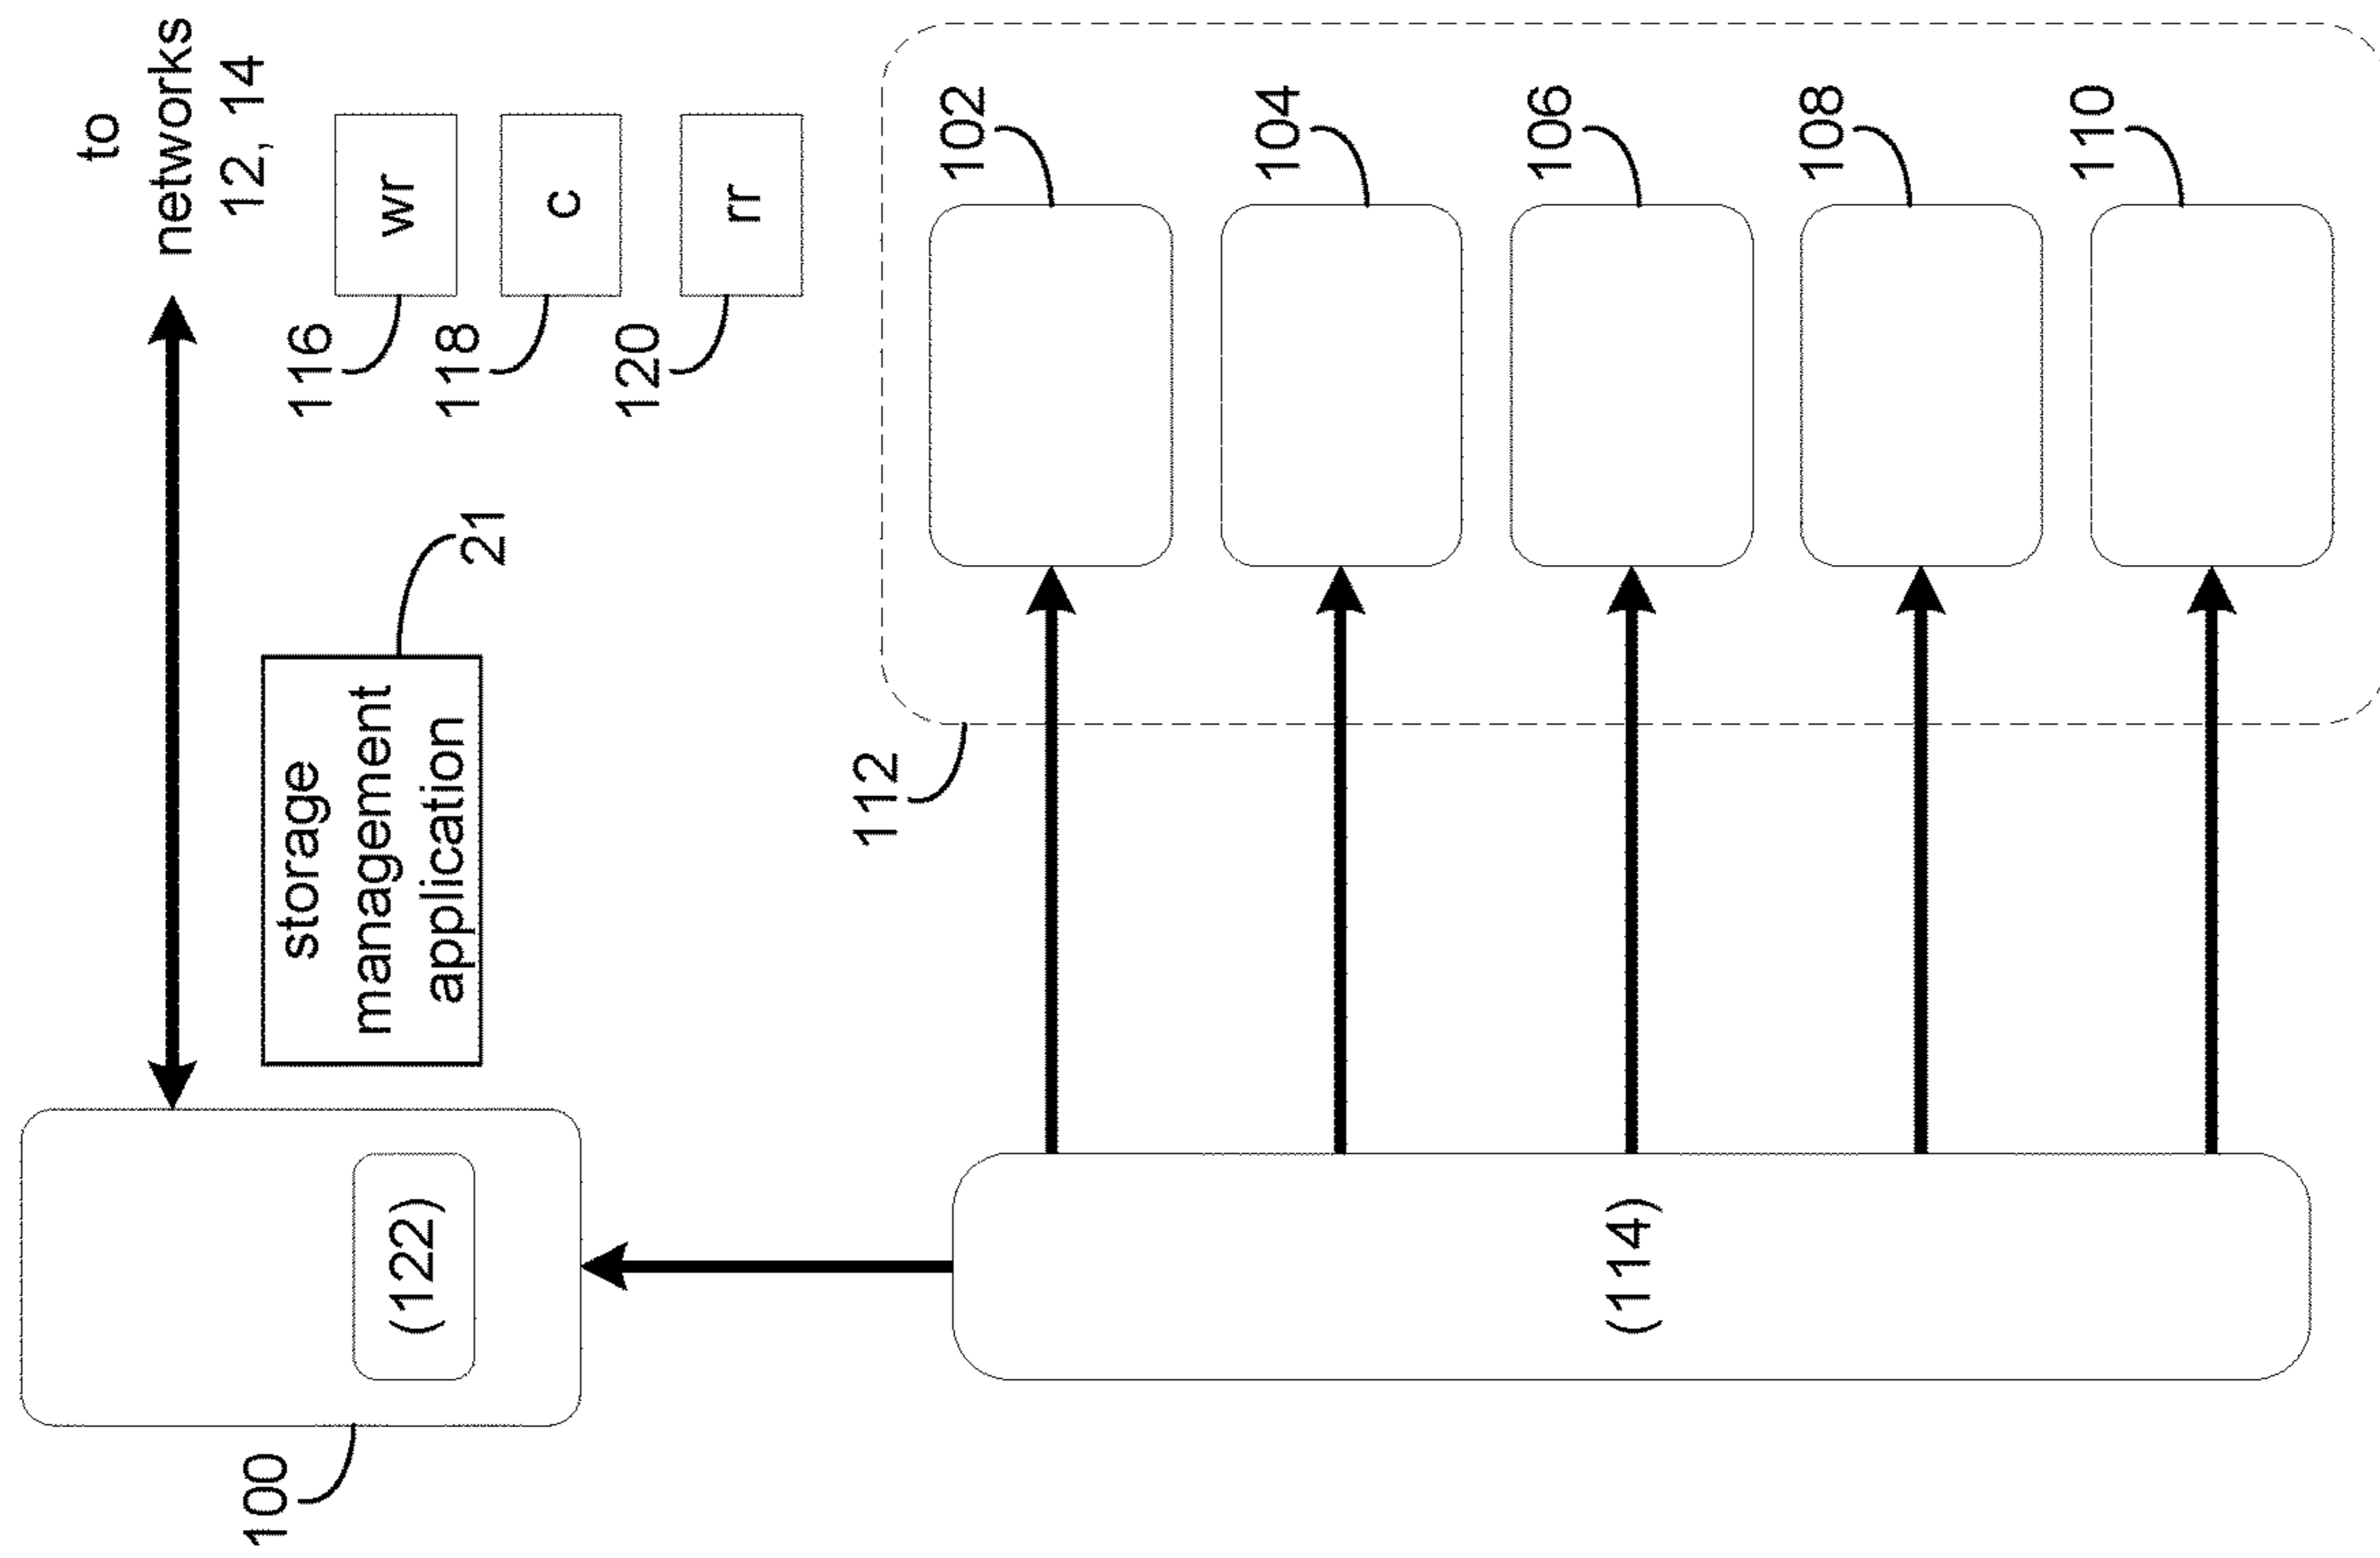 to
networks
12, 14
100
(122)
storage
management
application
21
116
wr
118
c
120
rr
112
102
104
106
108
110
(114)